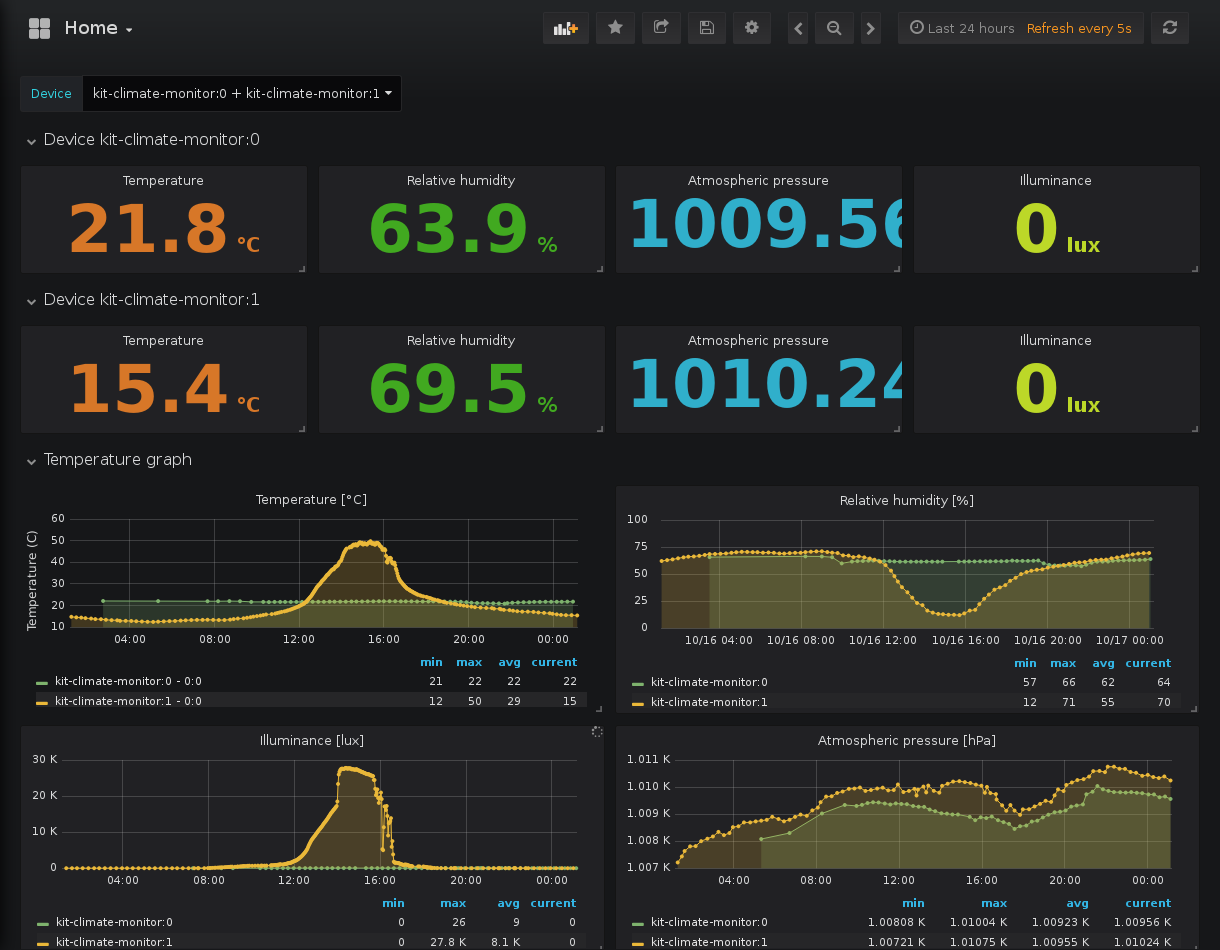 Home
Last 24 hours Refresh every 5s
Device kit-climate-monitor:0 + kit-climate-monitor:1
Device kit-climate-monitor:0
Temperature Relative humidity Atmospheric pressure Illuminance
21.8 °C 63.9 % 1009.56 0 lux
Device kit-climate-monitor:1
Temperature Relative humidity Atmospheric pressure Illuminance
15.4 °C 69.5 % 1010.24 0 lux
Temperature graph
Temperature [°C]
Temperature (C)
60
50
40
30
20
10
04:00 08:00 12:00 16:00 20:00 00:00
min max avg current
kit-climate-monitor:0 - 0:0 21 22 22 22
kit-climate-monitor:1 - 0:0 12 50 29 15
Relative humidity [%]
100
75
50
25
0
10/16 04:00 10/16 08:00 10/16 12:00 10/16 16:00 10/16 20:00 10/17 00:00
min max avg current
kit-climate-monitor:0 57 66 62 64
kit-climate-monitor:1 12 71 55 70
Illuminance [lux]
30 K
20 K
10 K
0
04:00 08:00 12:00 16:00 20:00 00:00
min max avg current
kit-climate-monitor:0 0 26 9 0
kit-climate-monitor:1 0 27.8 K 8.1 K 0
Atmospheric pressure [hPa]
1.011 K
1.010 K
1.009 K
1.008 K
1.007 K
04:00 08:00 12:00 16:00 20:00 00:00
min max avg current
kit-climate-monitor:0 1.00808 K 1.01004 K 1.00923 K 1.00956 K
kit-climate-monitor:1 1.00721 K 1.01075 K 1.00955 K 1.01024 K